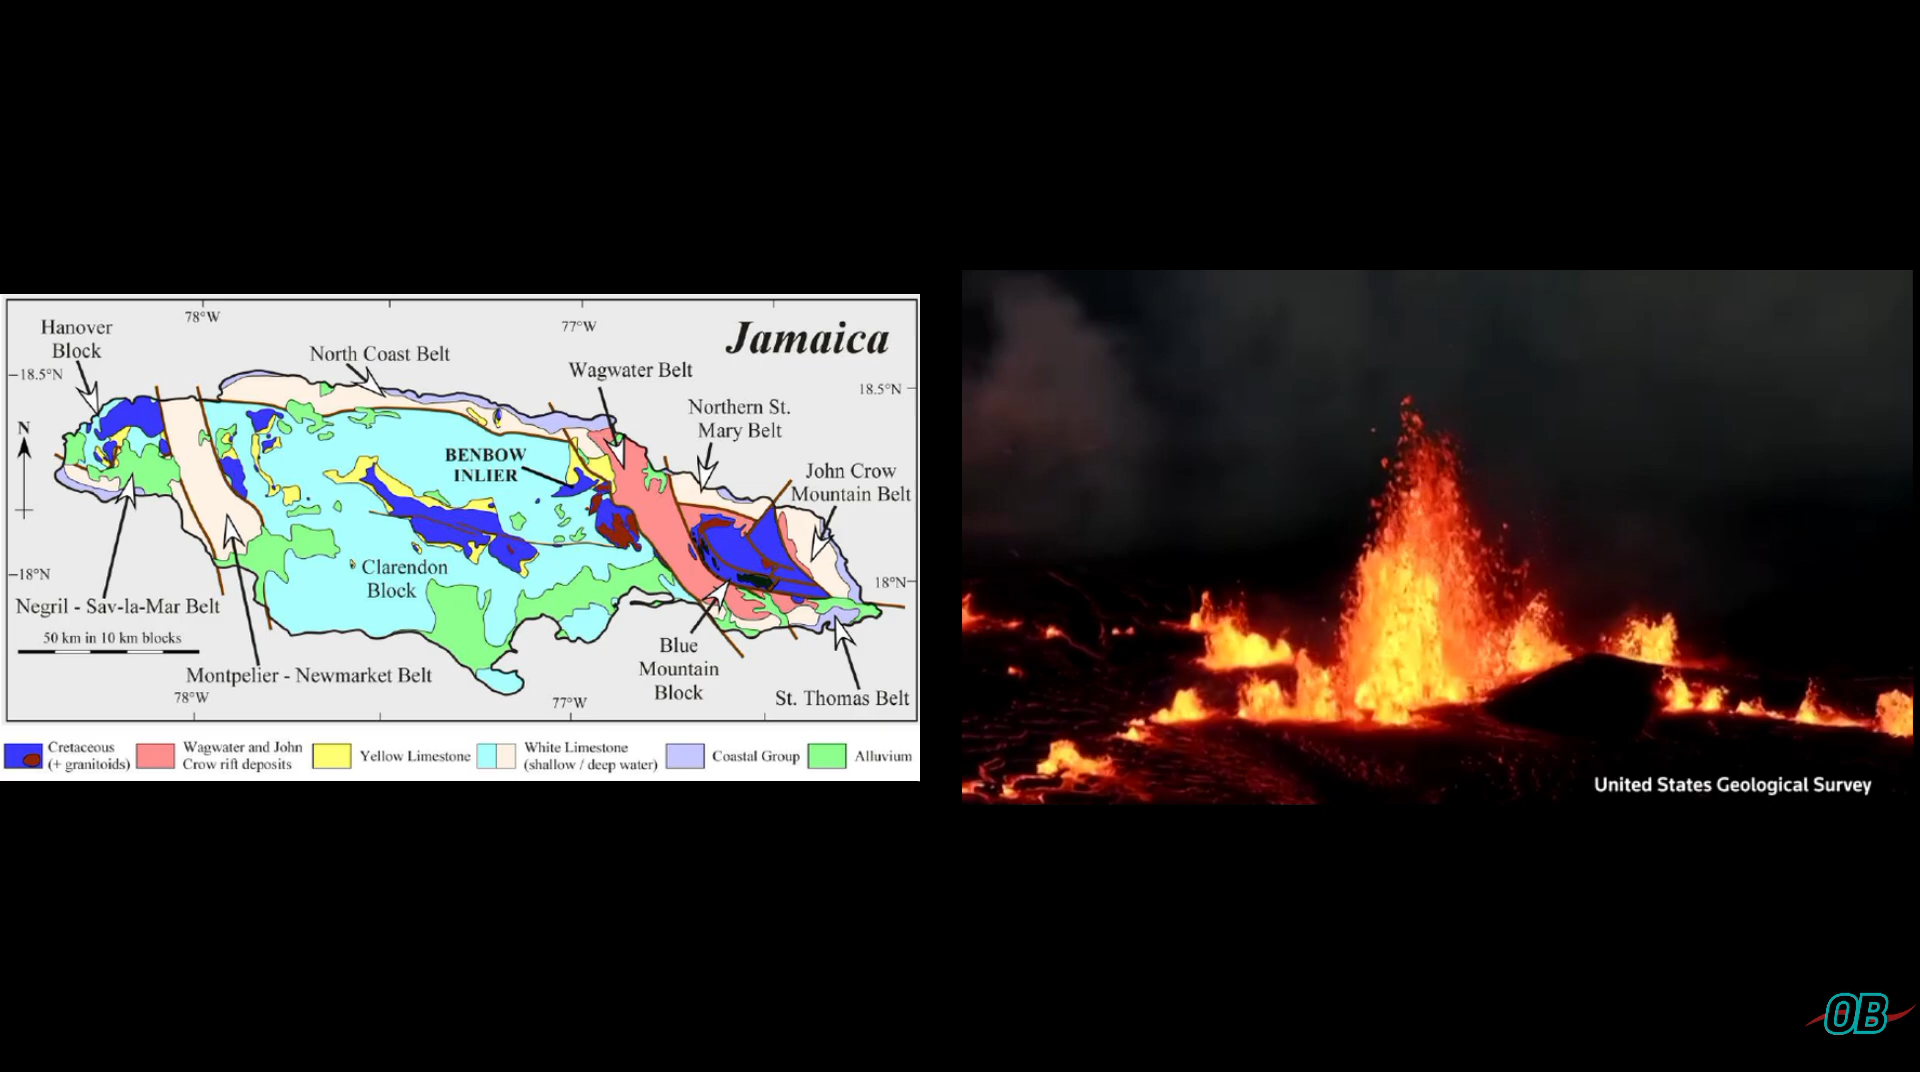 78°W
77°W
Jamaica
Hanover
Block
North Coast Belt
18.5°N
Wagwater Belt
18.5°N
Northern St.
Mary Belt
N
BENBOW
INLIER
John Crow
Mountain Belt
Clarendon
Block
18°N
18°N
Negril - Sav-la-Mar Belt
50 km in 10 km blocks
Blue
Mountain
Block
Montpelier - Newmarket Belt
St. Thomas Belt
78°W
77°W
Cretaceous
(+ granitoids)
Wagwater and John
Crow rift deposits
Yellow Limestone
White Limestone
(shallow / deep water)
Coastal Group
Alluvium
United States Geological Survey
OB